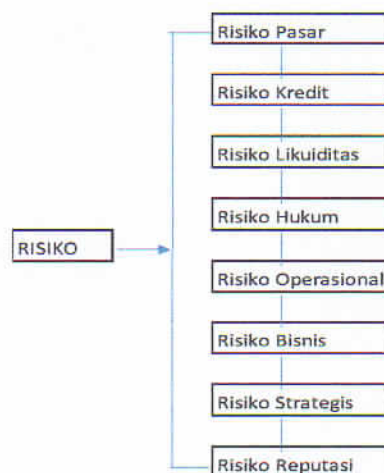 Risiko Pasar
Risiko Kredit
Risiko Likuiditas
Risiko Hukum
RISIKO
Risiko Operasional
Risiko Bisnis
Risiko Strategis
Risiko Reputasi